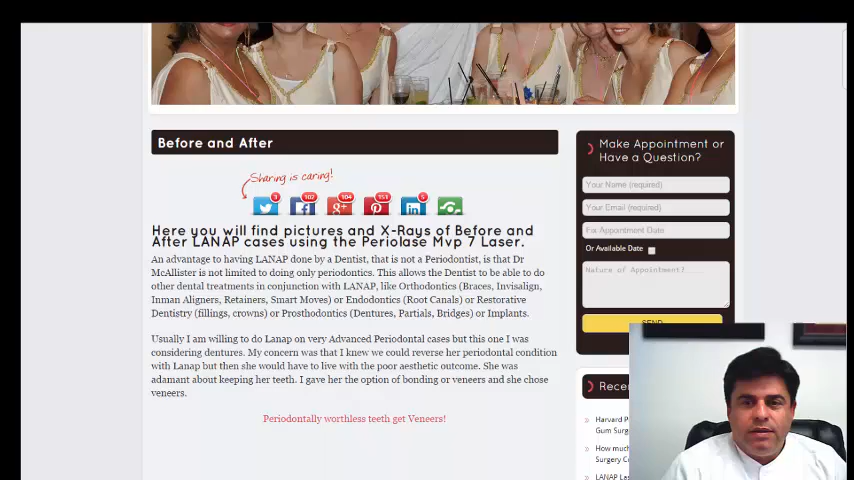 Before and After
Sharing is caring!
3 102 104 151 5
Here you will find pictures and X-Rays of Before and
After LANAP cases using the Periolase Mvp 7 Laser.
An advantage to having LANAP done by a Dentist, that is not a Periodontist, is that Dr
McAllister is not limited to doing only periodontics. This allows the Dentist to be able to do
other dental treatments in conjunction with LANAP, like Orthodontics (Braces, Invisalign,
Inman Aligners, Retainers, Smart Moves) or Endodontics (Root Canals) or Restorative
Dentistry (fillings, crowns) or Prosthodontics (Dentures, Partials, Bridges) or Implants.
Usually I am willing to do Lanap on very Advanced Periodontal cases but this one I was
considering dentures. My concern was that I knew we could reverse her periodontal condition
with Lanap but then she would have to live with the poor aesthetic outcome. She was
adamant about keeping her teeth. I gave her the option of bonding or veneers and she chose
veneers.
Periodontally worthless teeth get Veneers!
Make Appointment or
Have a Question?
Your Name (required)
Your Email (required)
Fix Appointment Date
Or Available Date
Nature of Appointment?
SEND
Recen
Harvard P
Gum Surg
How much
Surgery Co
LANAP Las